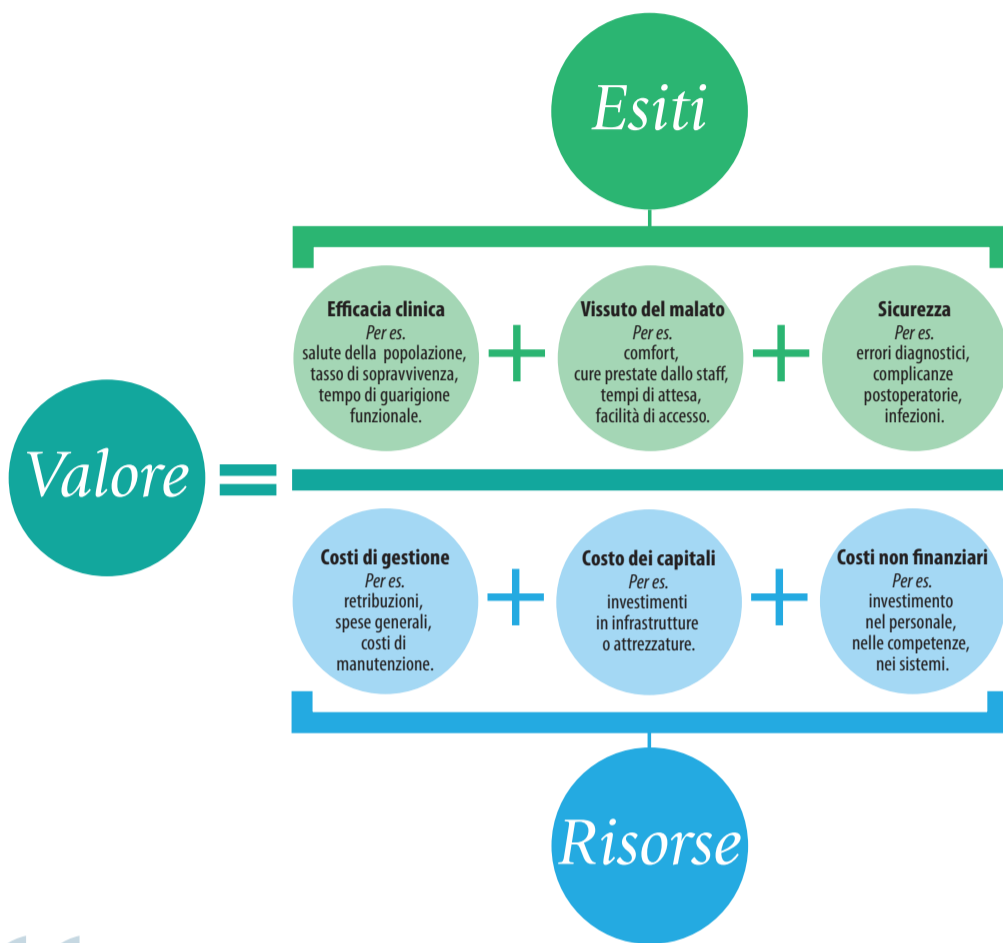 Esiti
Efficacia clinica
Per es.
salute della popolazione,
tasso di sopravvivenza,
tempo di guarigione
funzionale.
+
Vissuto del malato
Per es.
comfort,
cure prestate dallo staff,
tempi di attesa,
facilità di accesso.
+
Sicurezza
Per es.
errori diagnostici,
complicanze
postoperatorie,
infezioni.
Valore =
Costi di gestione
Per es.
retribuzioni,
spese generali,
costi di
manutenzione.
+
Costo dei capitali
Per es.
investimenti
in infrastrutture
o attrezzature.
+
Costi non finanziari
Per es.
investimento
nel personale,
nelle competenze,
nei sistemi.
Risorse